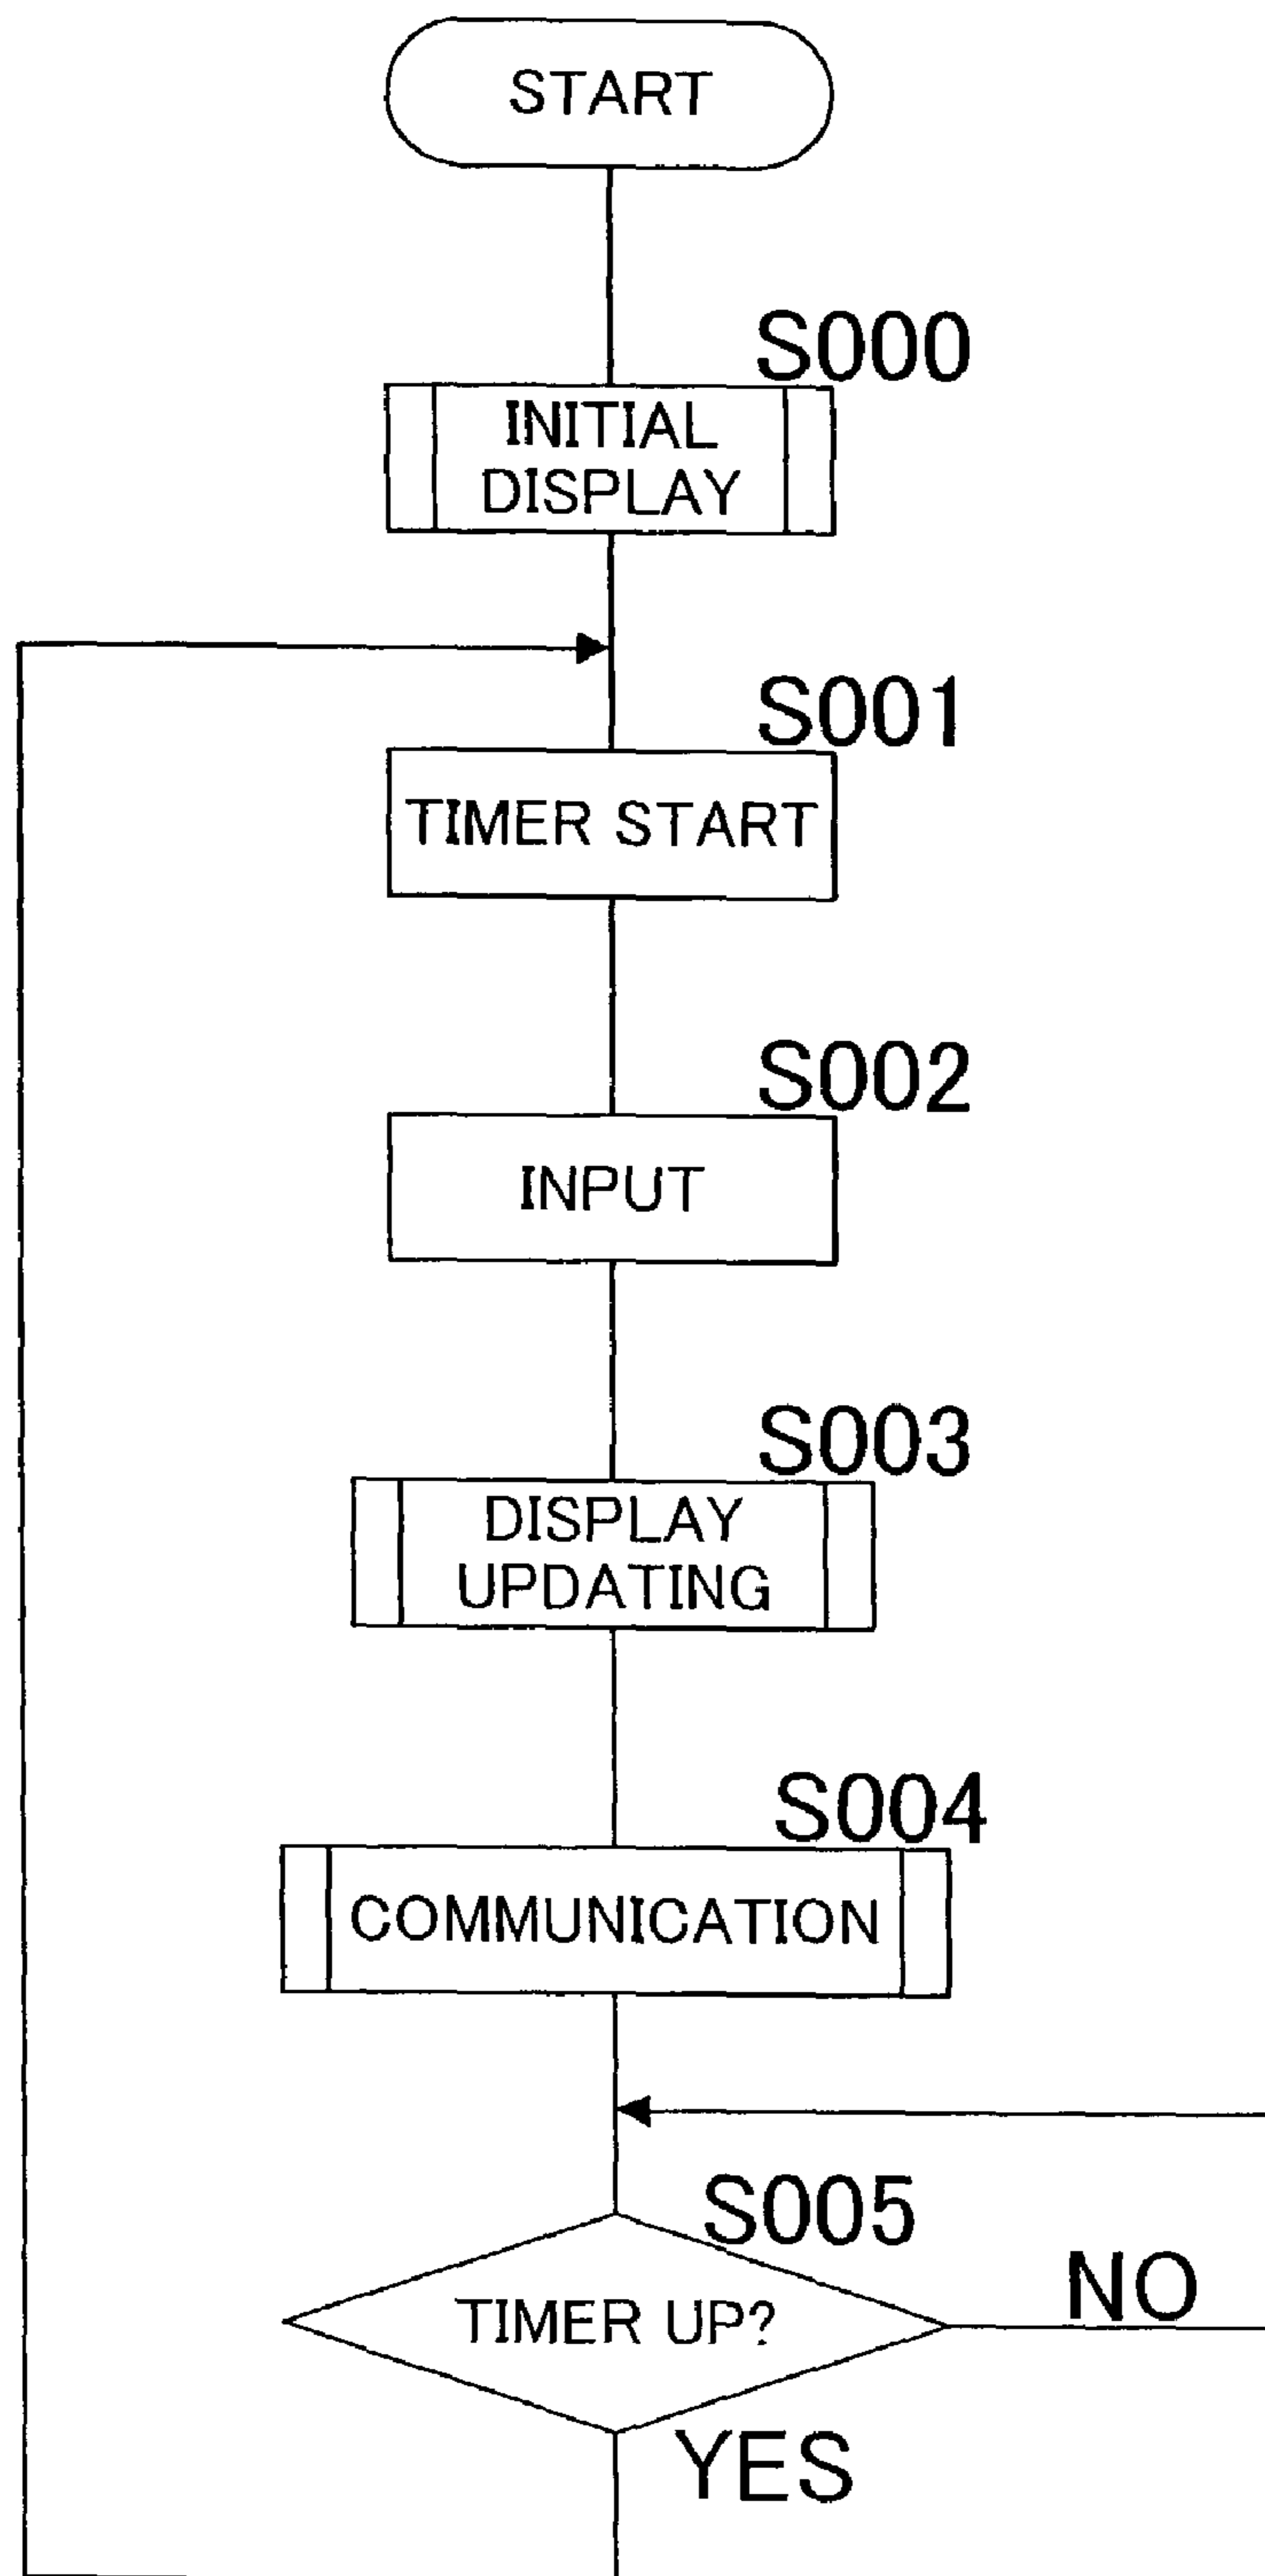 START
S000
INITIAL
DISPLAY
S001
TIMER START
S002
INPUT
S003
DISPLAY
UPDATING
S004
COMMUNICATION
S005
TIMER UP?
NO
YES